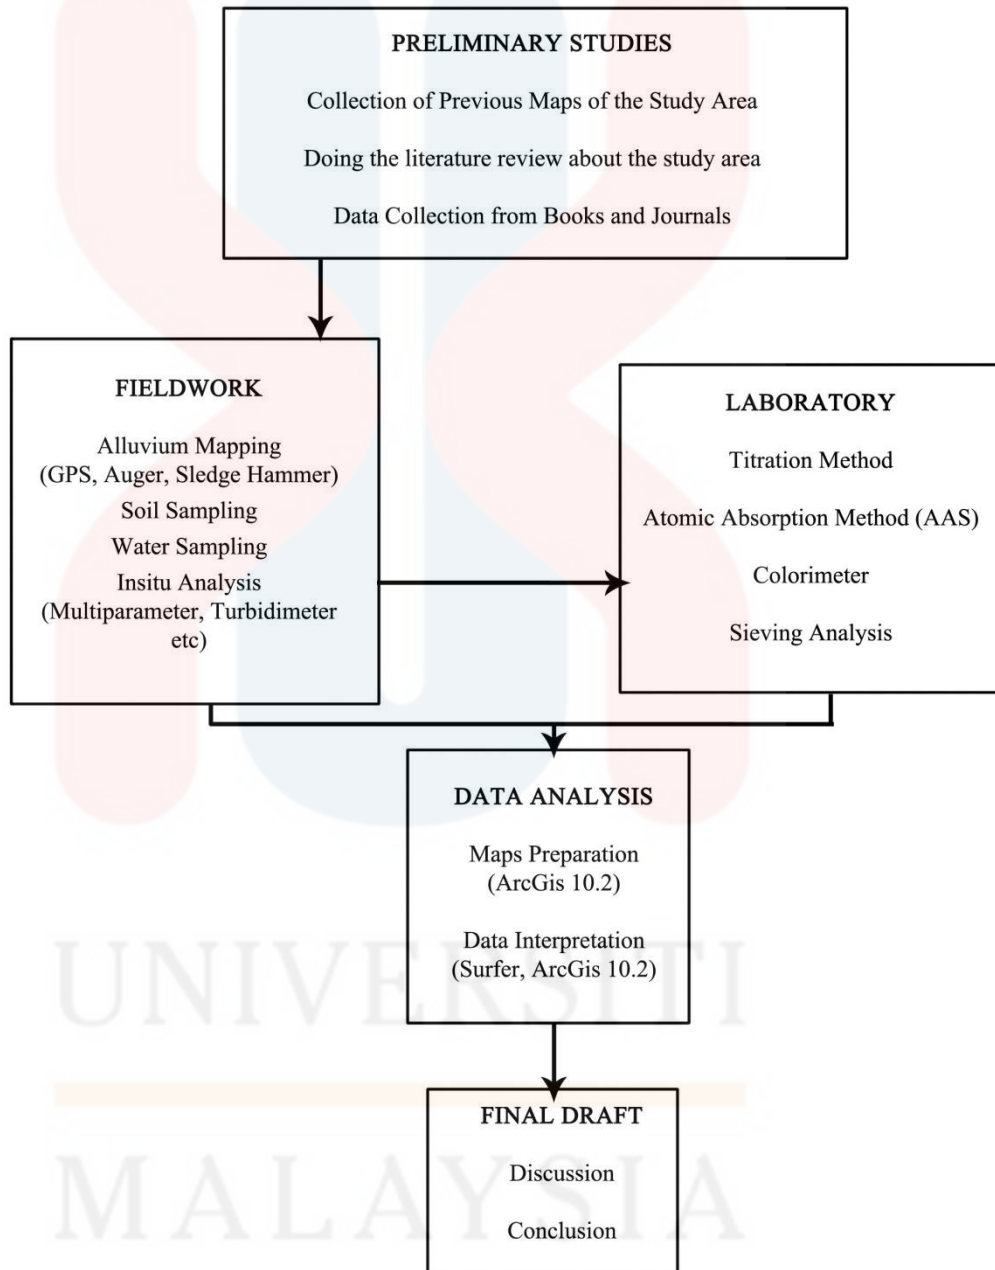 PRELIMINARY STUDIES
Collection of Previous Maps of the Study Area
Doing the literature review about the study area
Data Collection from Books and Journals
FIELDWORK
Alluvium Mapping
(GPS, Auger, Sledge Hammer)
Soil Sampling
Water Sampling
Insitu Analysis
(Multiparameter, Turbidimeter
etc)
LABORATORY
Titration Method
Atomic Absorption Method (AAS)
Colorimeter
Sieving Analysis
DATA ANALYSIS
Maps Preparation
(ArcGis 10.2)
Data Interpretation
(Surfer, ArcGis 10.2)
FINAL DRAFT
Discussion
Conclusion
UNIVERSITI
MALAYSIA